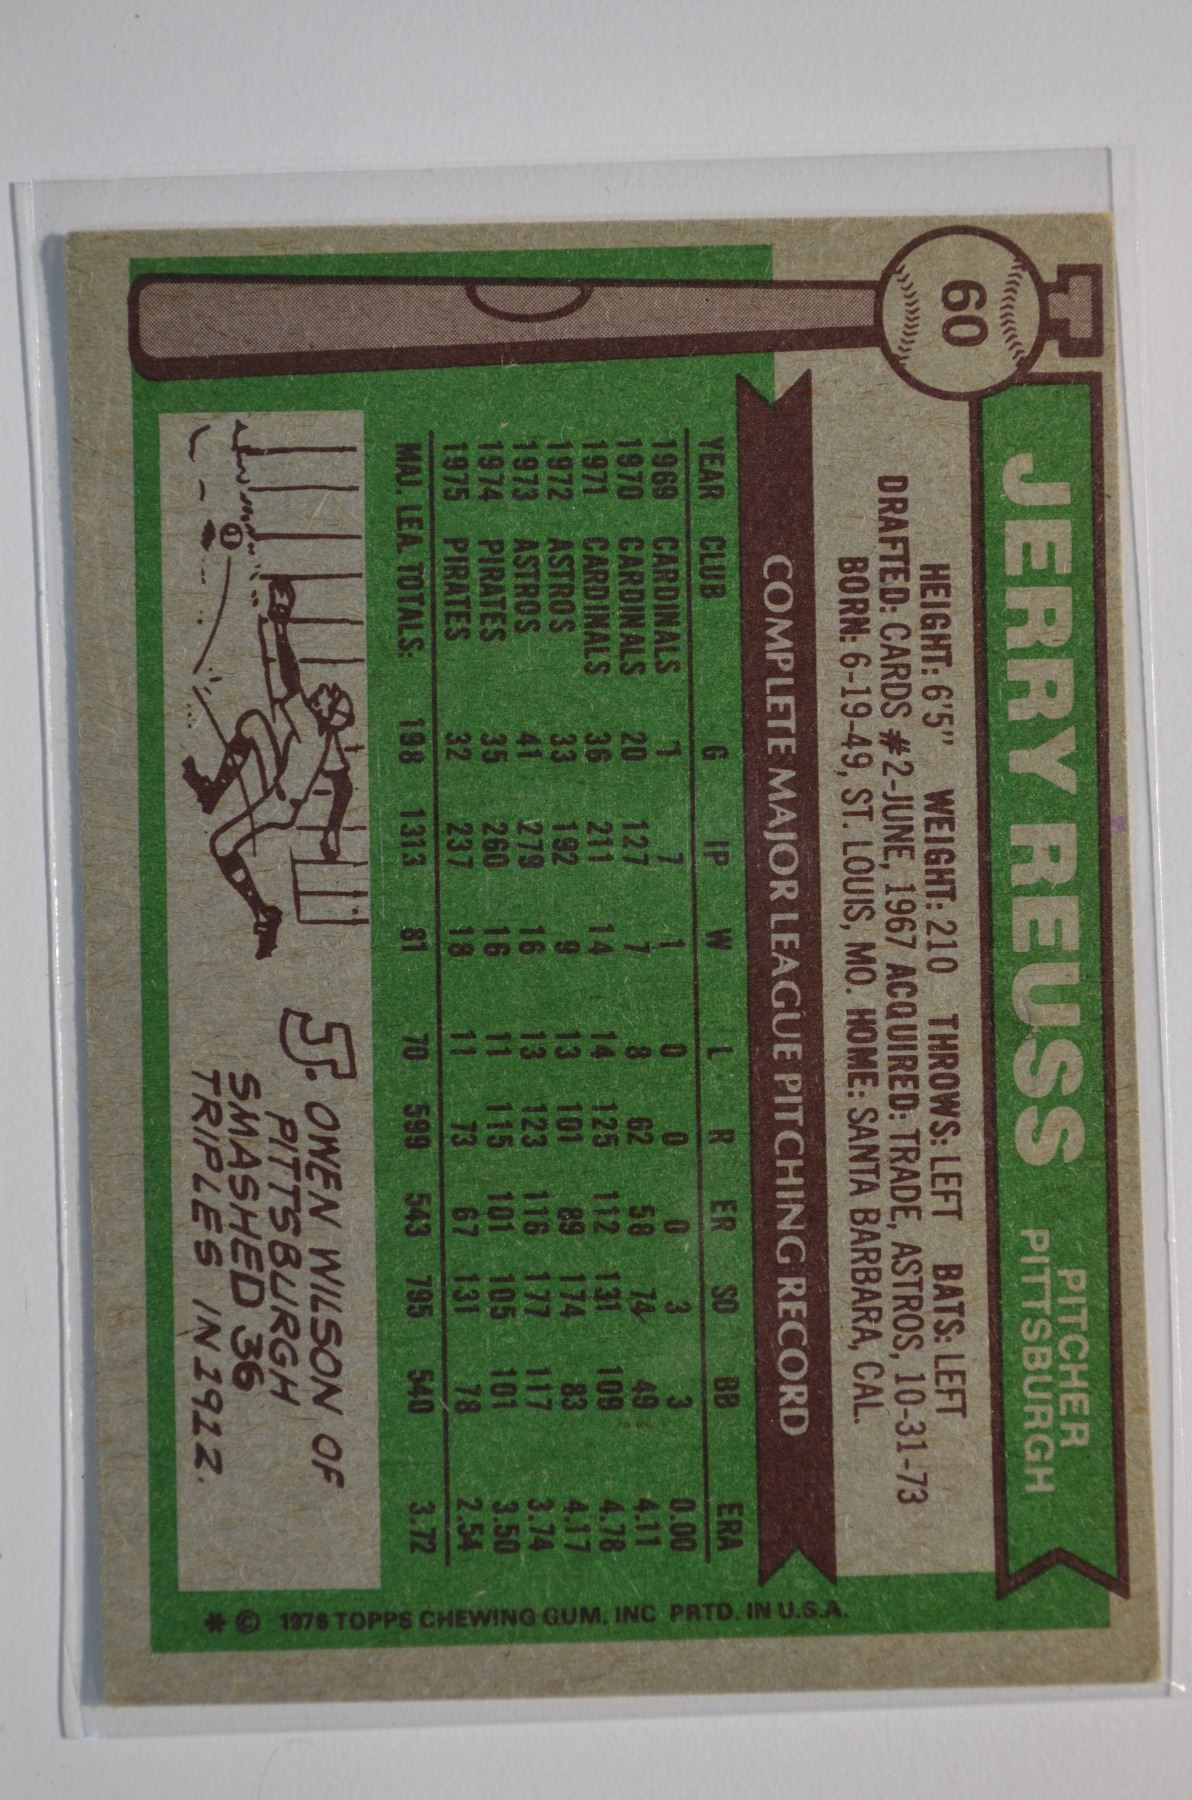 60
JERRY REUSS
PITCHER
PITTSBURGH
HEIGHT: 6'5" WEIGHT: 210 THROWS: LEFT BATS: LEFT
DRAFTED: CARDS #2-JUNE, 1967 ACQUIRED: TRADE, ASTROS, 10-31-73
BORN: 6-19-49, ST. LOUIS, MO. HOME: SANTA BARBARA, CAL.
COMPLETE MAJOR LEAGUE PITCHING RECORD
YEAR CLUB G IP W L R ER SO BB ERA
1969 CARDINALS 1 7 1 0 0 0 3 3 0.00
1970 CARDINALS 20 127 7 8 62 58 74 49 4.11
1971 CARDINALS 36 211 14 14 125 112 131 109 4.78
1972 ASTROS 33 192 9 13 101 89 174 83 4.17
1973 ASTROS 41 279 16 13 123 116 177 117 3.74
1974 PIRATES 35 260 16 11 115 101 105 101 3.50
1975 PIRATES 32 237 18 11 73 67 131 78 2.54
MAJ. LEA. TOTALS: 198 1313 81 70 599 543 795 540 3.72
J. OWEN WILSON OF
PITTSBURGH
SMASHED 36
TRIPLES IN 1912.
* © 1976 TOPPS CHEWING GUM, INC PRTD. IN U.S.A.